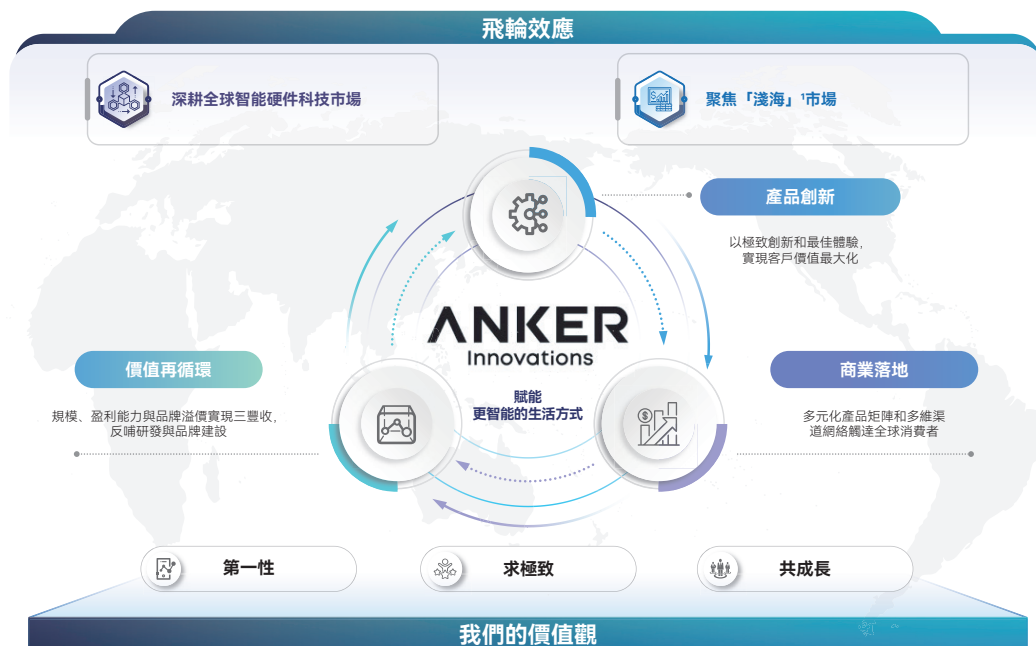 飛輪效應
深耕全球智能硬件科技市場
聚焦「淺海」¹市場
產品創新
以極致創新和最佳體驗,
實現客戶價值最大化
ANKER
Innovations
賦能
更智能的生活方式
價值再循環
規模、盈利能力與品牌溢價實現三豐收,
反哺研發與品牌建設
商業落地
多元化產品矩陣和多維渠
道網絡觸達全球消費者
第一性
求極致
共成長
我們的價值觀